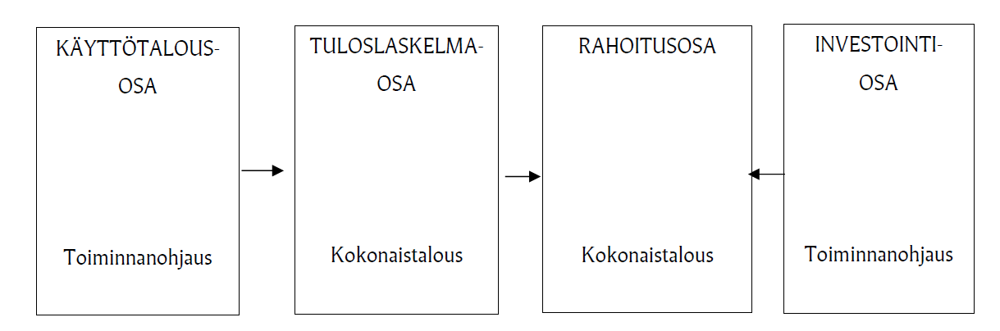 KÄYTTÖTALOUS-
OSA
Toiminnanohjaus
TULOSLASKELMA-
OSA
Kokonaistalous
RAHOITUSOSA
Kokonaistalous
INVESTOINTI-
OSA
Toiminnanohjaus